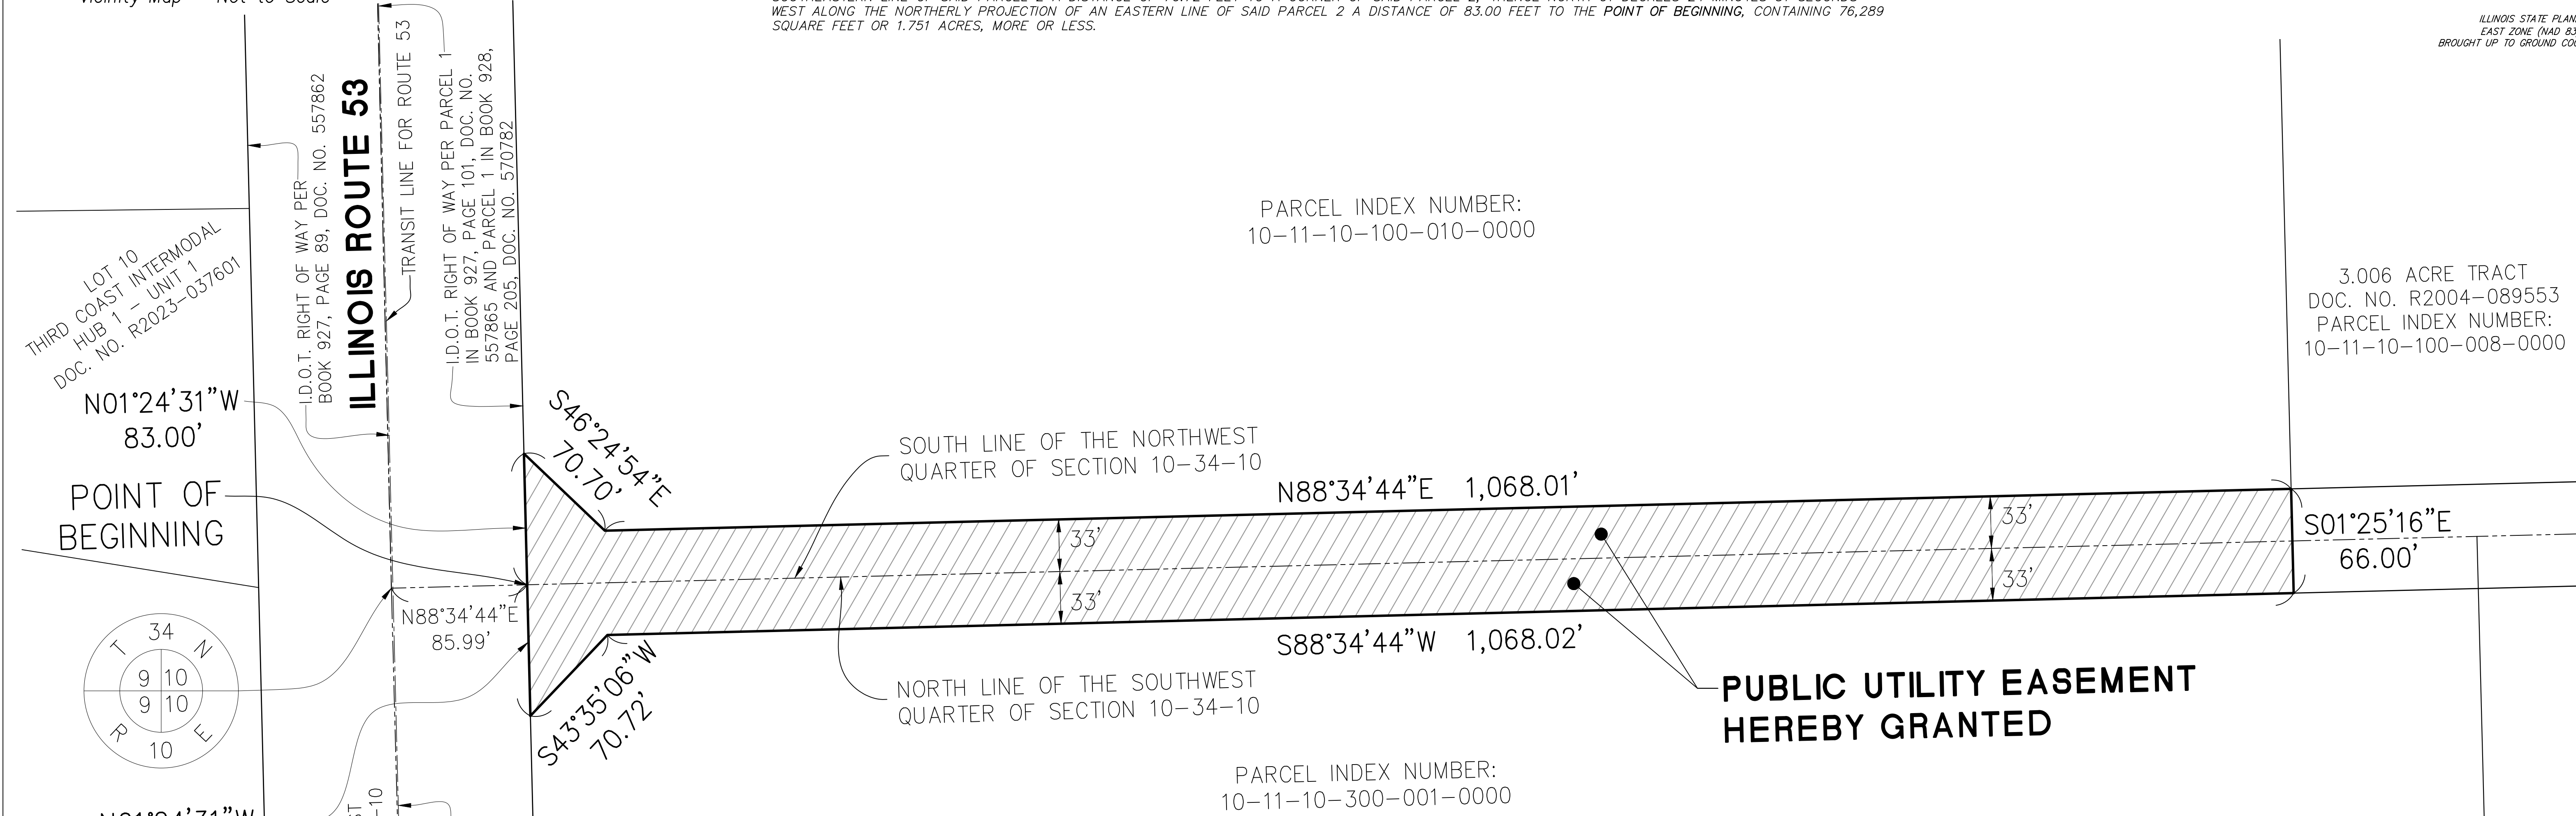 Vicinity Map - Not to Scale
WEST ALONG THE NORTHERLY PROJECTION OF AN EASTERN LINE OF SAID PARCEL 2 A DISTANCE OF 83.00 FEET TO THE POINT OF BEGINNING, CONTAINING 76,289
SQUARE FEET OR 1.751 ACRES, MORE OR LESS.
ILLINOIS STATE PLAN
EAST ZONE (NAD 83
BROUGHT UP TO GROUND COO
I.D.O.T. RIGHT OF WAY PER
BOOK 927, PAGE 89, DOC. NO. 557862
ILLINOIS ROUTE 53
TRANSIT LINE FOR ROUTE 53
I.D.O.T. RIGHT OF WAY PER PARCEL 1
IN BOOK 927, PAGE 101, DOC. NO.
557865 AND PARCEL 1 IN BOOK 928,
PAGE 205, DOC. NO. 570782
LOT 10
THIRD COAST INTERMODAL
HUB 1 - UNIT 1
DOC. NO. R2023-037601
PARCEL INDEX NUMBER:
10-11-10-100-010-0000
3.006 ACRE TRACT
DOC. NO. R2004-089553
PARCEL INDEX NUMBER:
10-11-10-100-008-0000
N01°24'31"W
83.00'
POINT OF
BEGINNING
S46°24'54"E
70.70'
SOUTH LINE OF THE NORTHWEST
QUARTER OF SECTION 10-34-10
N88°34'44"E 1,068.01'
33'
33'
33'
33'
S01°25'16"E
66.00'
N88°34'44"E
85.99'
34
T N
9 10
9 10
R E
10
S43°35'06"W
70.72'
S88°34'44"W 1,068.02'
NORTH LINE OF THE SOUTHWEST
QUARTER OF SECTION 10-34-10
PUBLIC UTILITY EASEMENT
HEREBY GRANTED
PARCEL INDEX NUMBER:
10-11-10-300-001-0000
N01°24'31"W
ST
-10